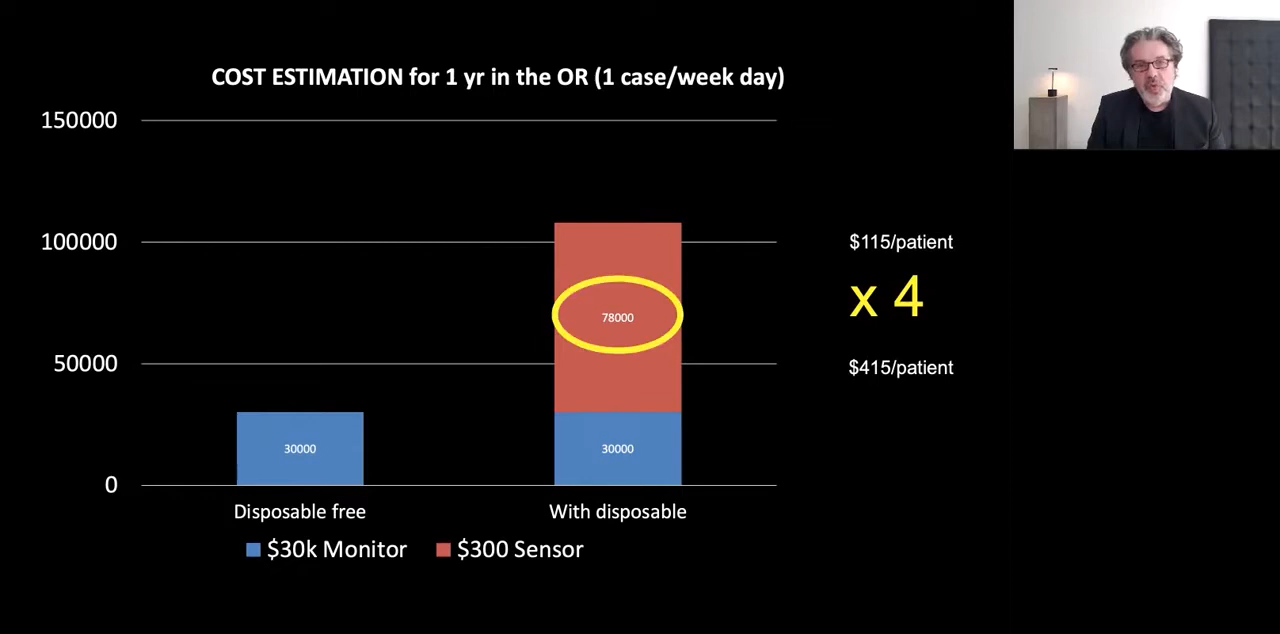 COST ESTIMATION for 1 yr in the OR (1 case/week day)
150000
100000
50000
0
78000
30000
30000
Disposable free
With disposable
$30k Monitor
$300 Sensor
$115/patient
x 4
$415/patient